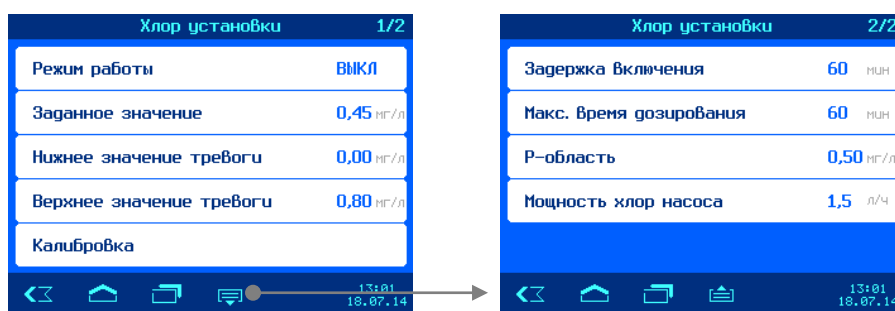 Хлор установки 1/2
Режим работы ВЫКЛ
Заданное значение 0,45 мг/л
Нижнее значение тревоги 0,00 мг/л
Верхнее значение тревоги 0,80 мг/л
Калибровка
13:01
18.07.14
Хлор установки 2/2
Задержка включения 60 мин
Макс. время дозирования 60 мин
Р-область 0,50 мг/л
Мощность хлор насоса 1,5 л/ч
13:01
18.07.14